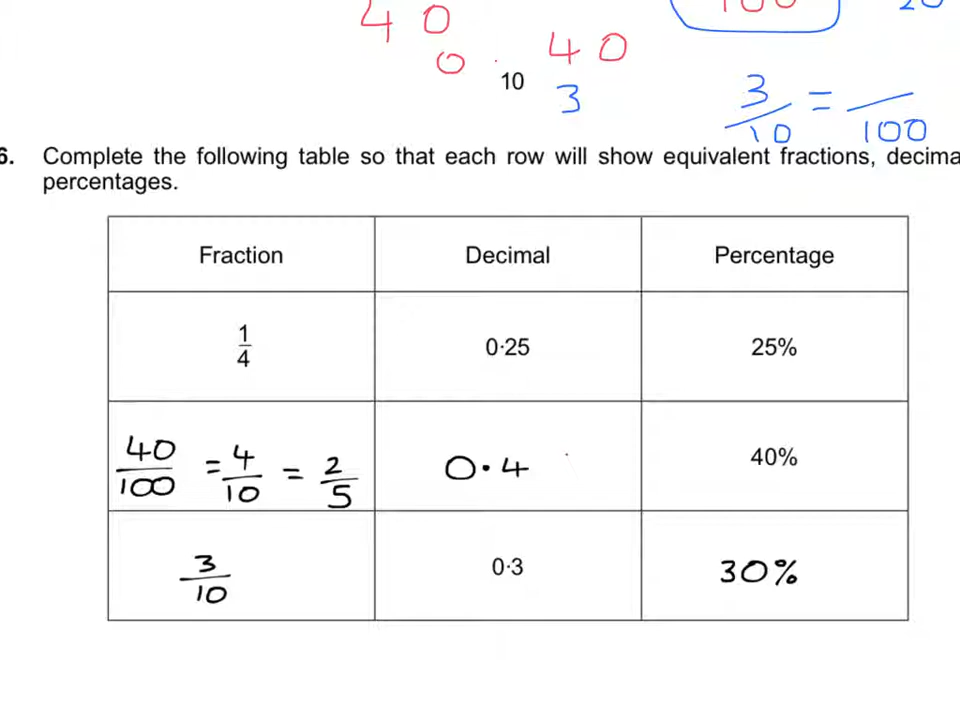 100 20
4 0
0 . 4 0
10
3
3/10 = /100
6. Complete the following table so that each row will show equivalent fractions, decima
percentages.
Fraction Decimal Percentage
1/4 0·25 25%
40/100 = 4/10 = 2/5 0·4 40%
3/10 0·3 30%